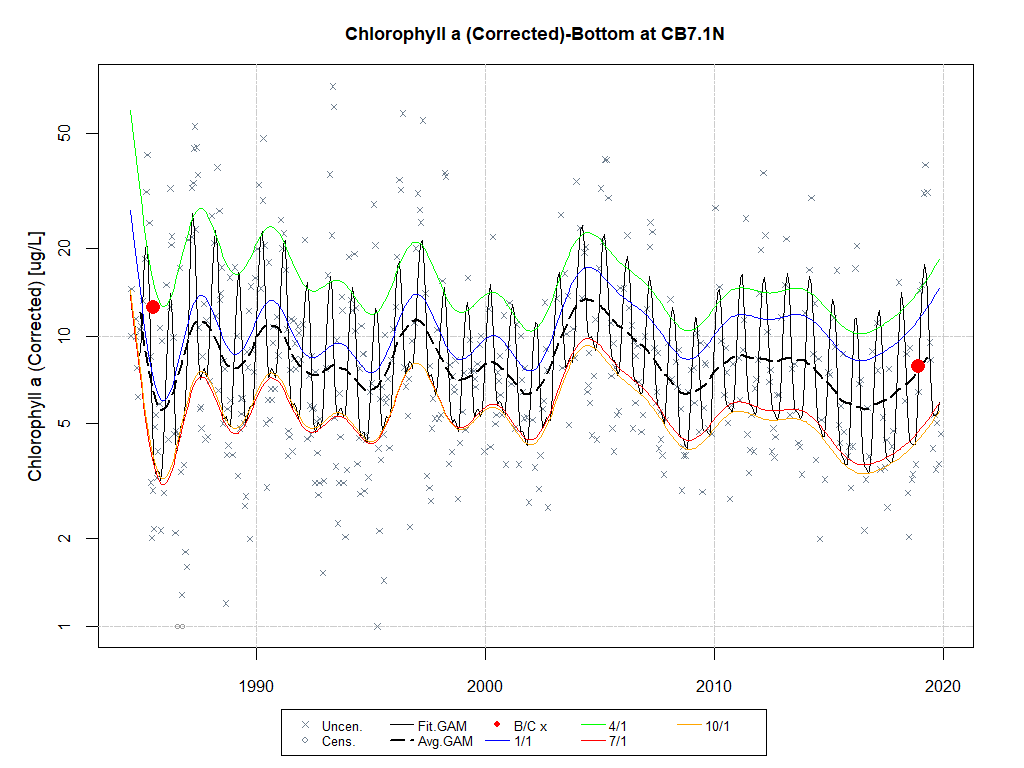 Chlorophyll a (Corrected)-Bottom at CB7.1N
Chlorophyll a (Corrected) [ug/L]
50
20
10
5
2
1
1990 2000 2010 2020
Uncen. Fit.GAM B/C x 4/1 10/1
Cens. Avg.GAM 1/1 7/1